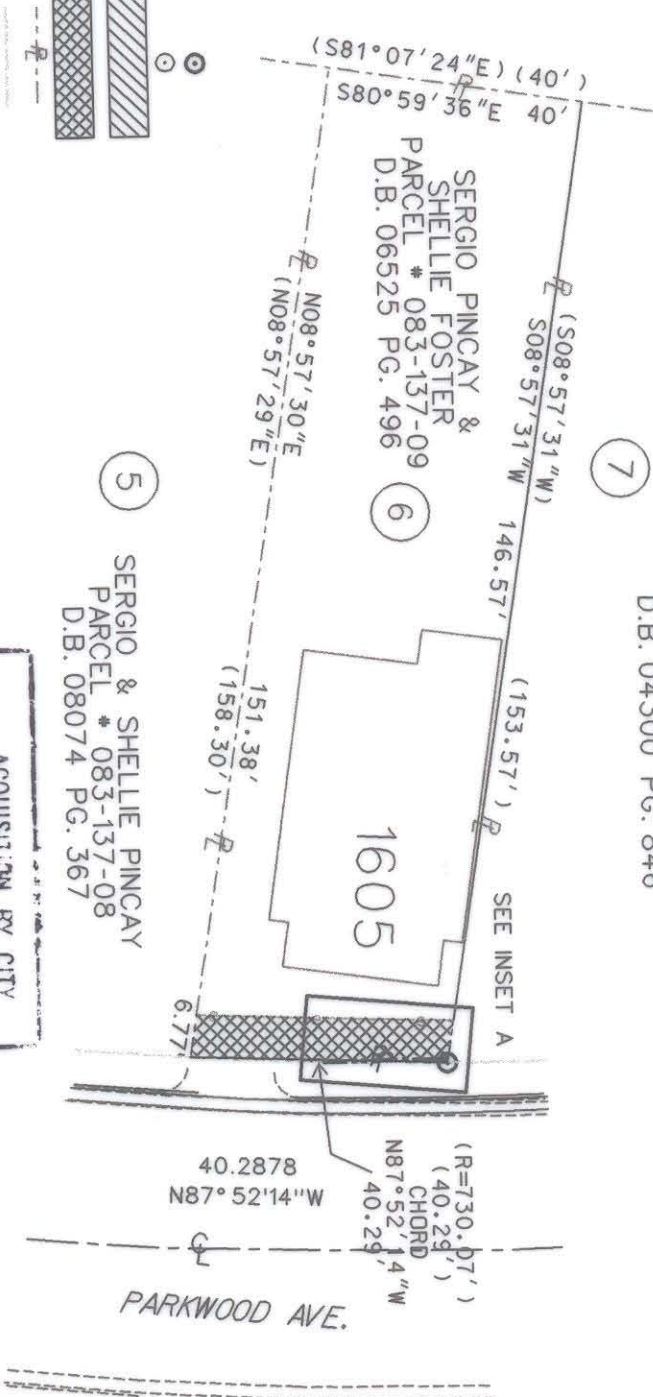 (S81°07'24"E) (40')
S80°59'36"E 40'
SERGIO PINCAY &
SHELLIE FOSTER
PARCEL # 083-137-09
D.B. 06525 PG. 496
(S08°57'31"W)
S08°57'31"W 146.57'
(153.57')
7
D.B. 04300 PG. 846
6
N08°57'30"E
(N08°57'29"E)
151.38'
(158.30')
5
SERGIO & SHELLIE PINCAY
PARCEL # 083-137-08
D.B. 08074 PG. 367
1605
SEE INSET A
6.77'
40.2878
N87°52'14"W
(R=730.07')
(40.29')
CHORD
N87°52'14"W
40.29'
PARKWOOD AVE.
ACQUISITION BY CITY